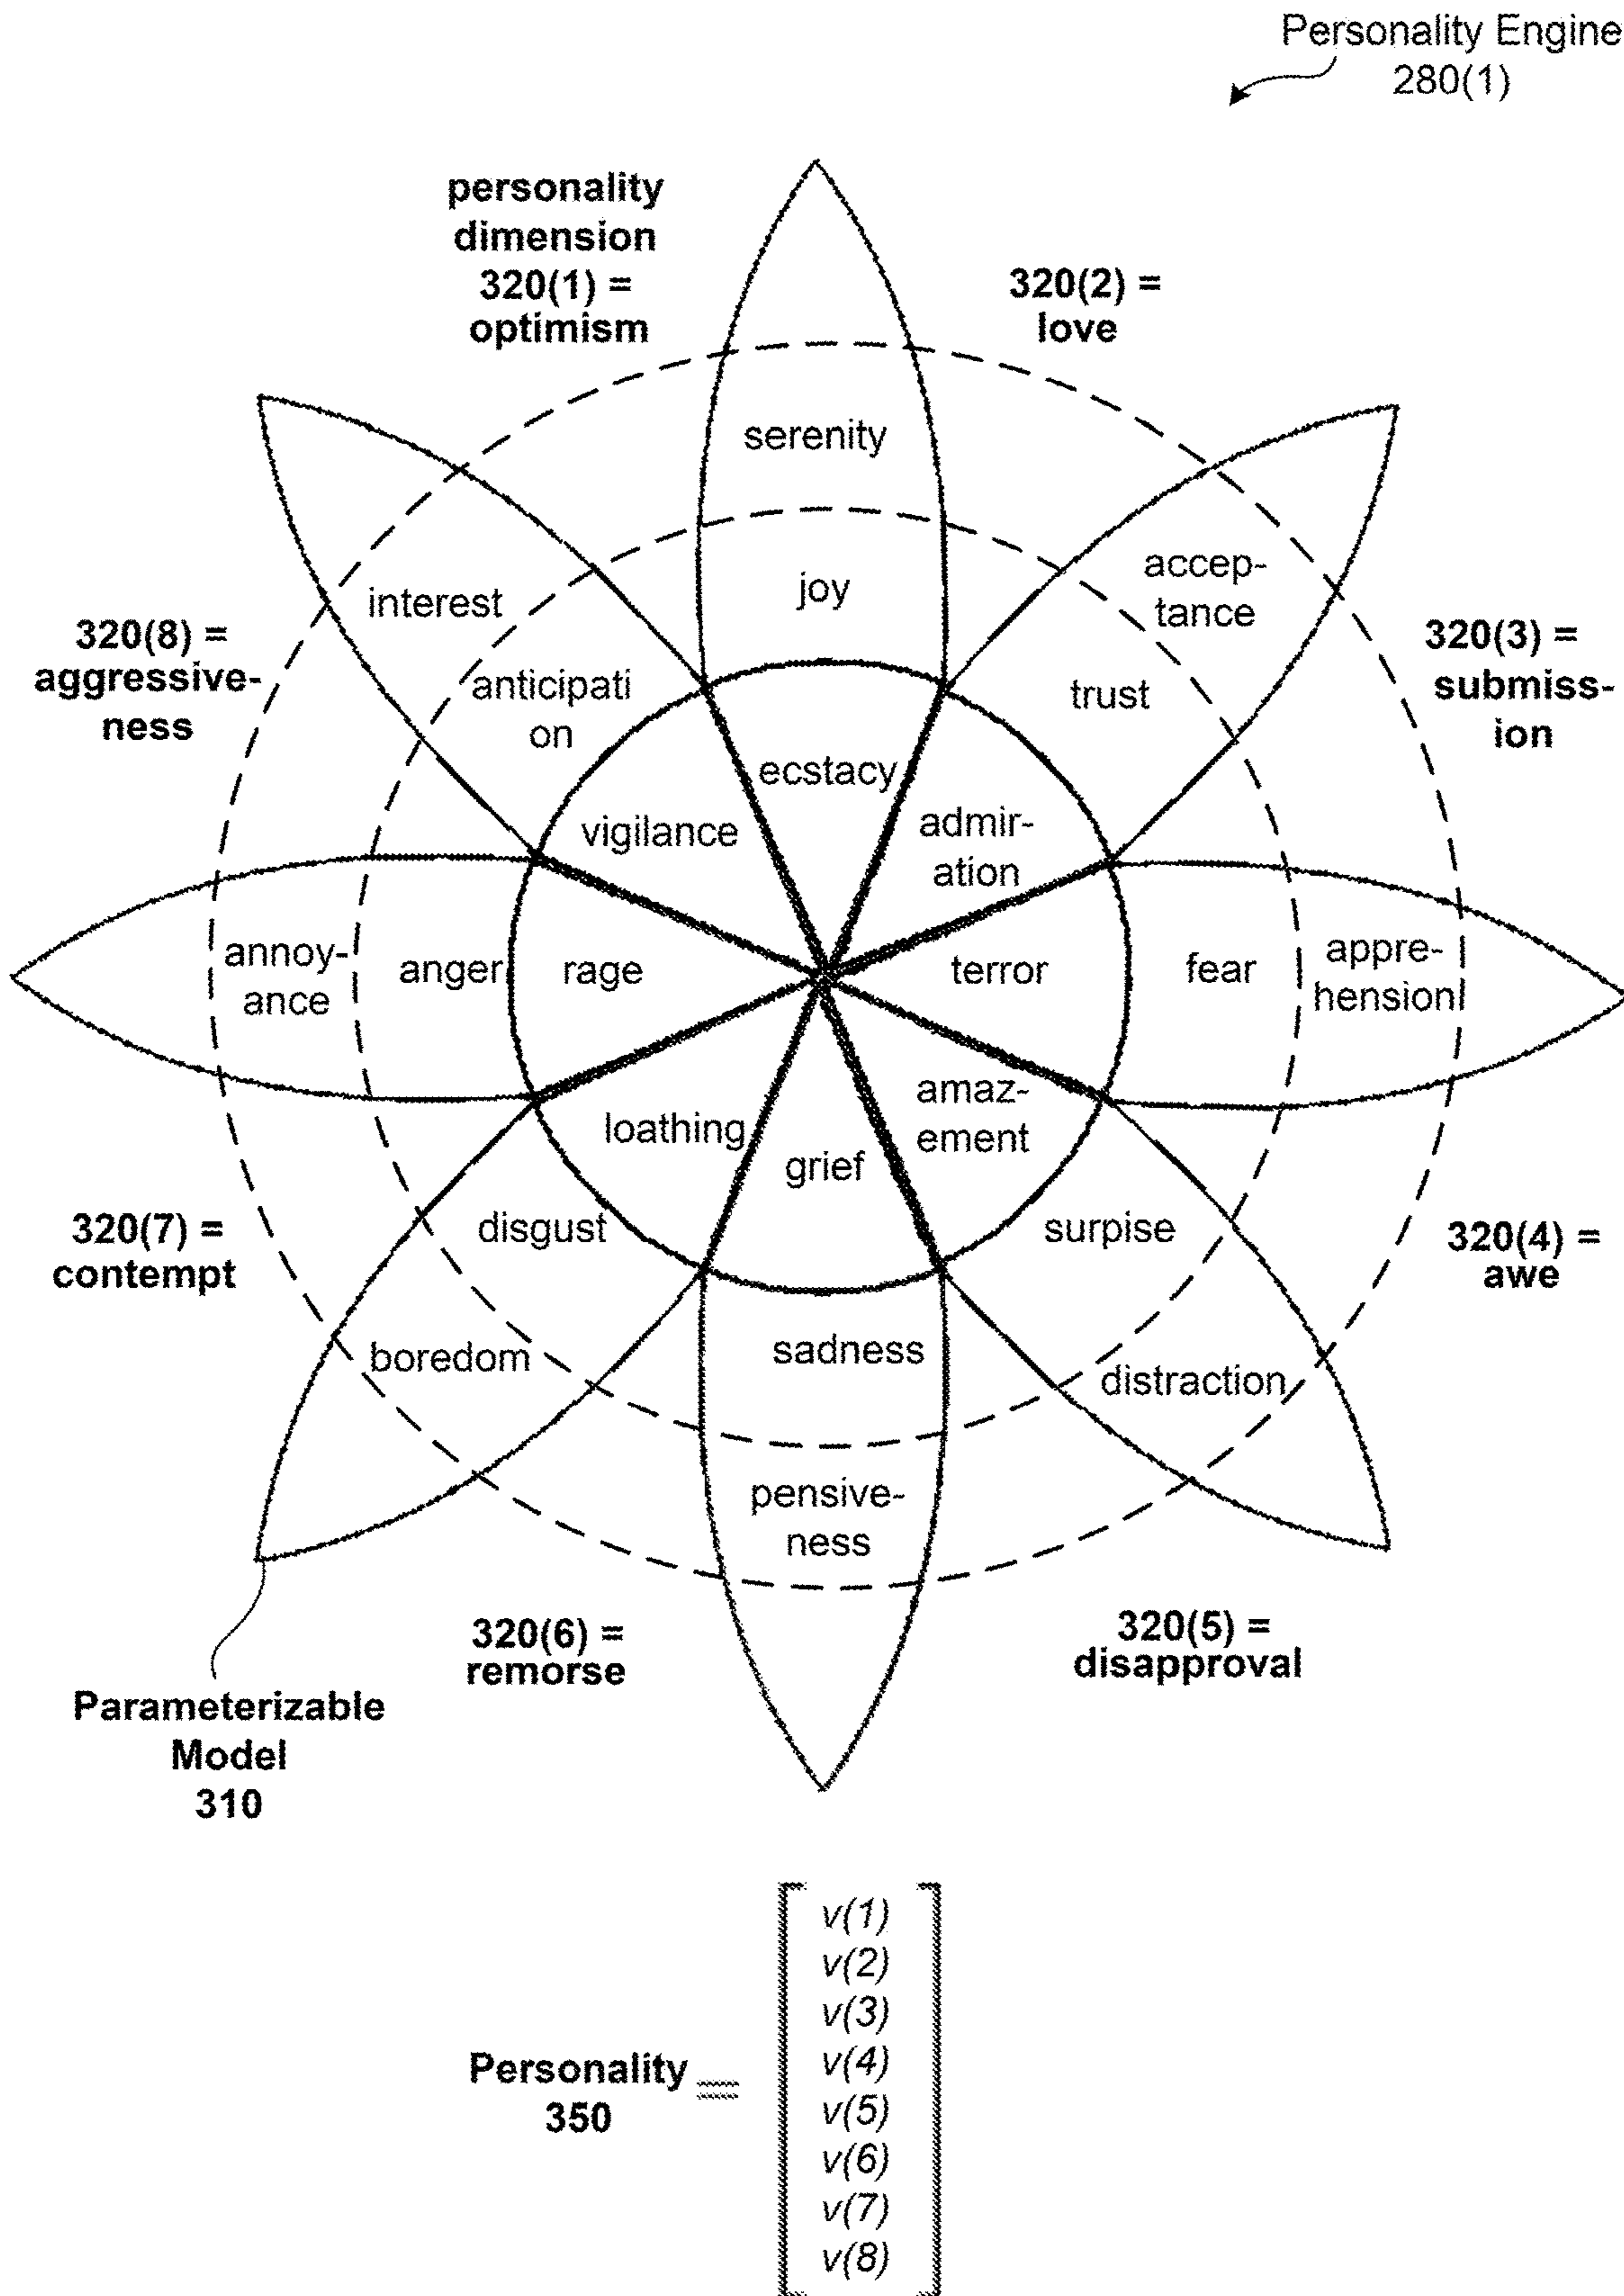 Personality Engine
280(1)
personality
dimension
320(1) =
optimism
320(2) =
love
serenity
accep-
tance
joy
interest
320(8) =
aggressive-
ness
320(3) =
submiss-
ion
anticipati
on
trust
ecstacy
vigilance
admir-
ation
annoy-
ance
anger
rage
terror
fear
appre-
hension
amaz-
ement
loathing
grief
disgust
surpise
320(7) =
contempt
320(4) =
awe
boredom
sadness
distraction
pensive-
ness
320(6) =
remorse
320(5) =
disapproval
Parameterizable
Model
310
Personality
350
=
v(1)
v(2)
v(3)
v(4)
v(5)
v(6)
v(7)
v(8)